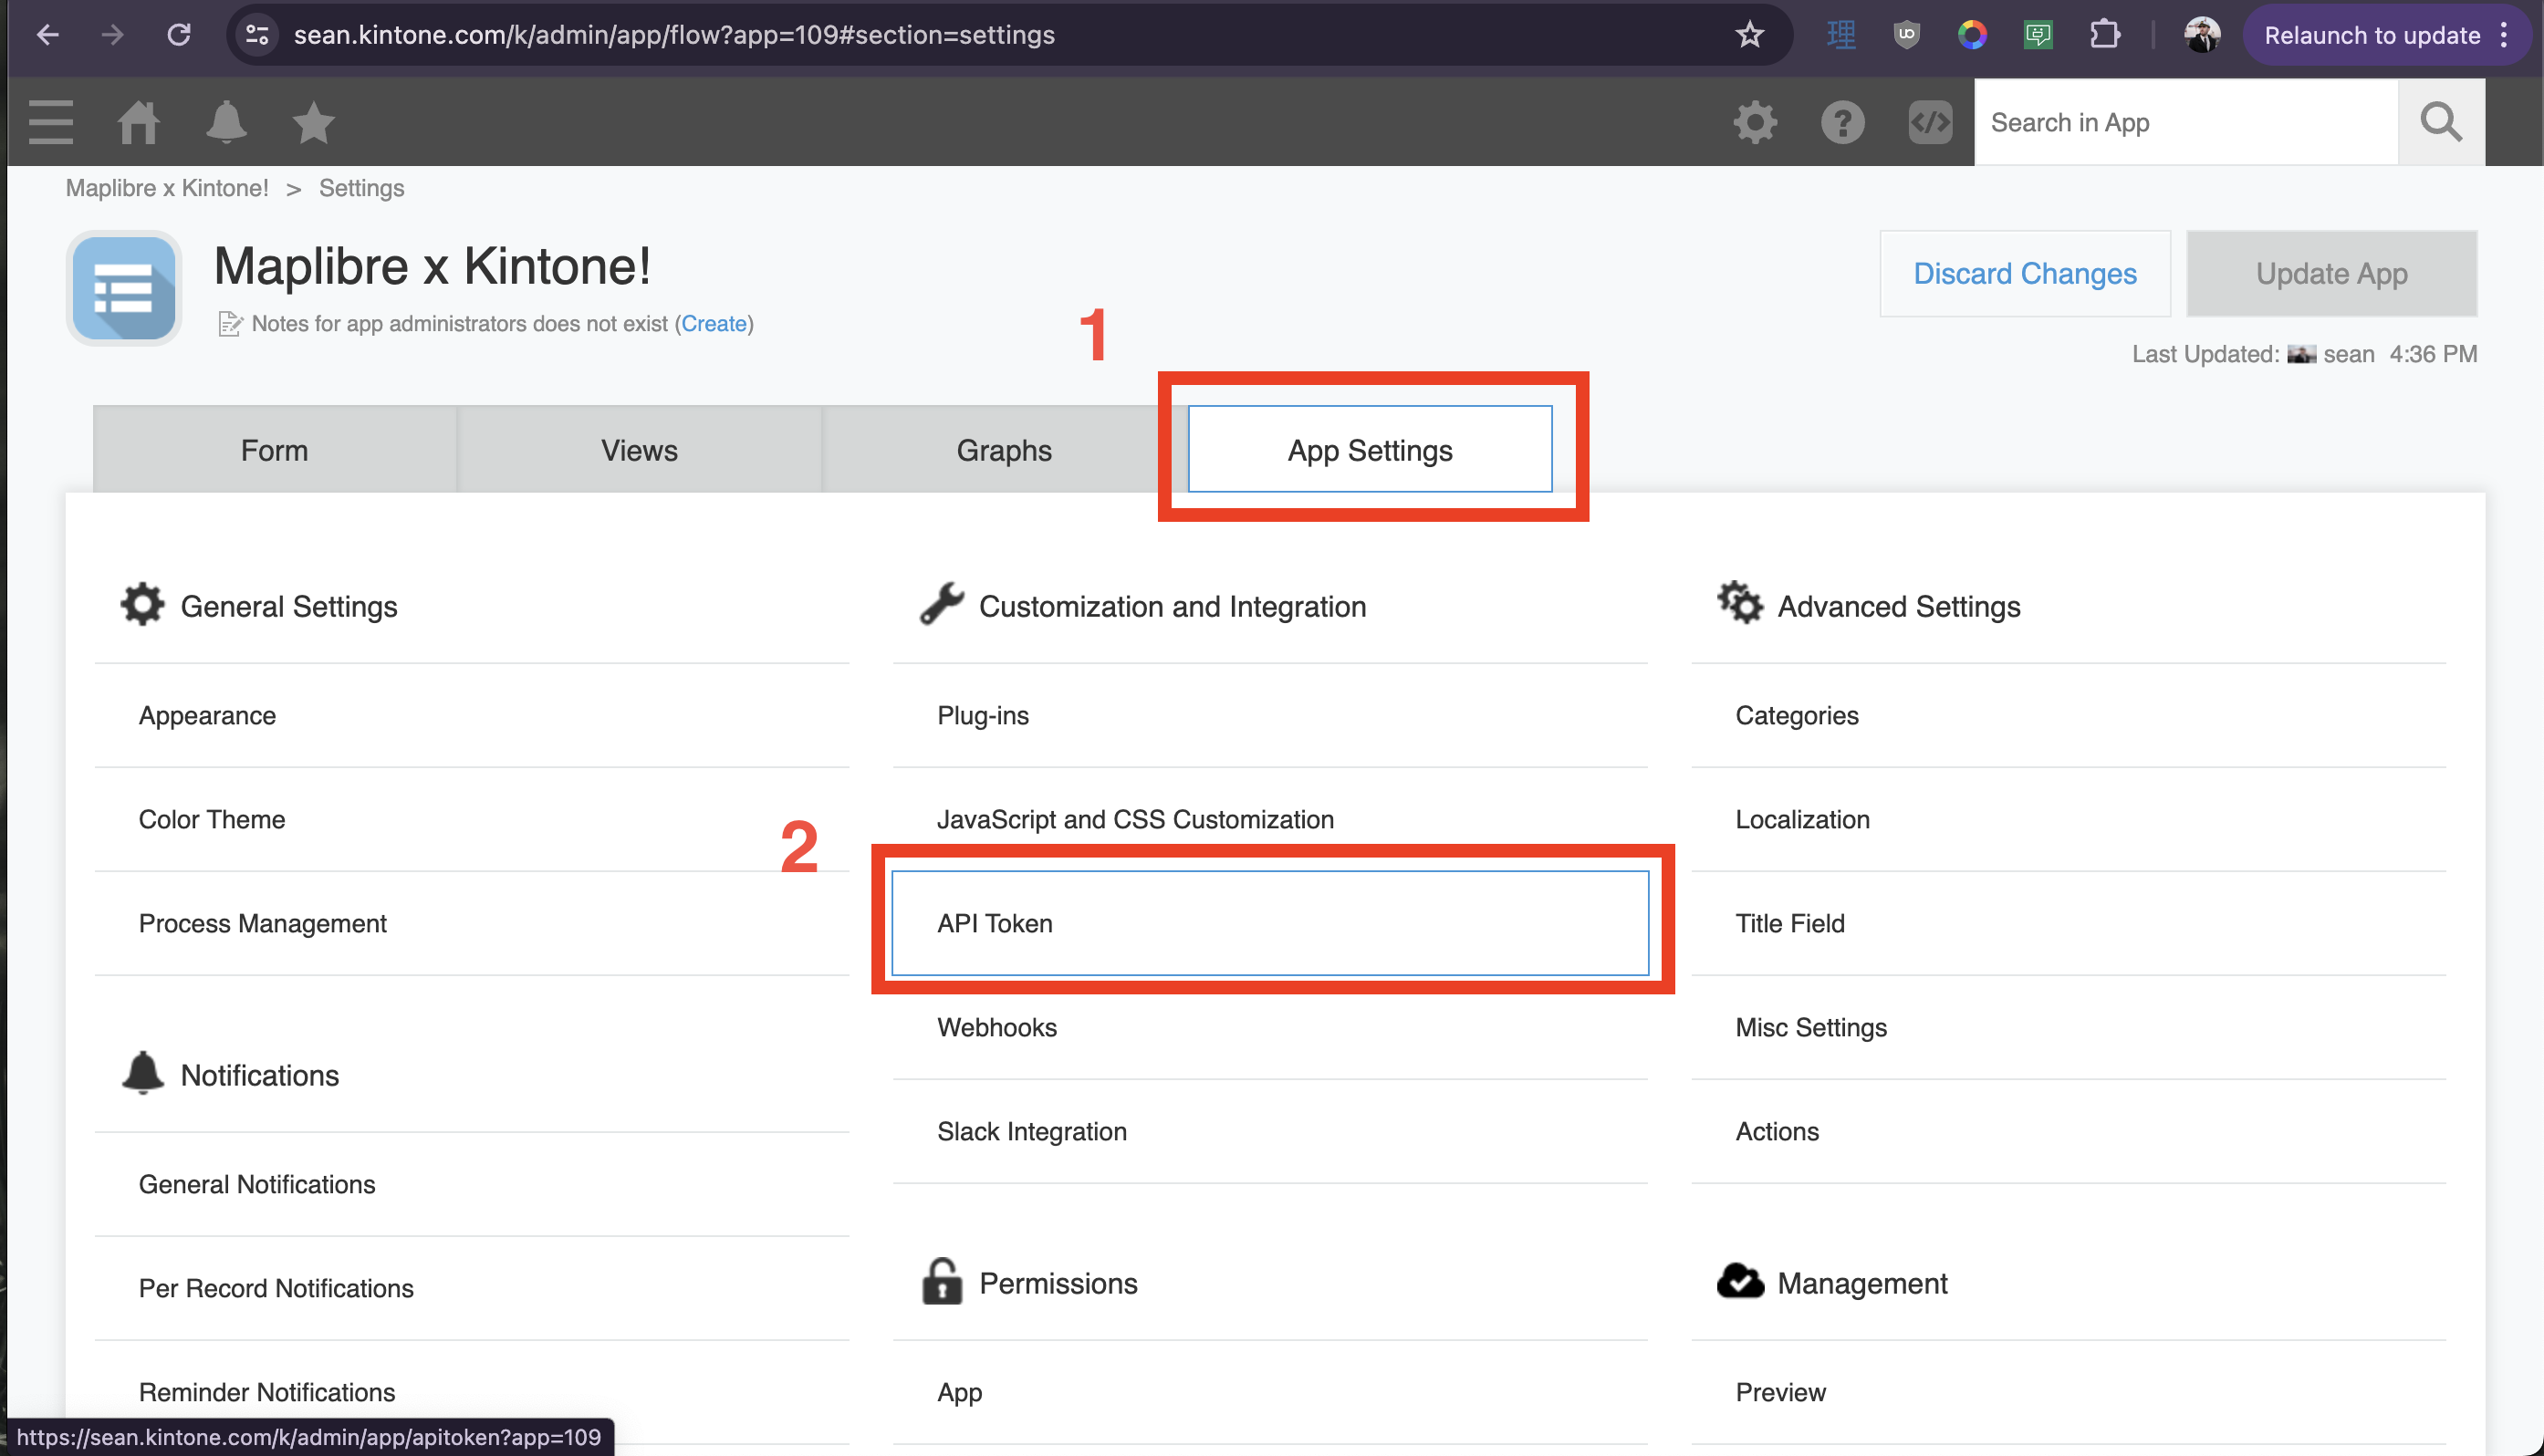 sean.kintone.com/k/admin/app/flow?app=109#section=settings
理
Relaunch to update
Search in App
Maplibre x Kintone! > Settings
Maplibre x Kintone!
Notes for app administrators does not exist (Create)
Discard Changes
Update App
Last Updated: sean 4:36 PM
1
Form
Views
Graphs
App Settings
General Settings
Appearance
Color Theme
Process Management
Notifications
General Notifications
Per Record Notifications
Reminder Notifications
Customization and Integration
Plug-ins
JavaScript and CSS Customization
2
API Token
Webhooks
Slack Integration
Permissions
App
Advanced Settings
Categories
Localization
Title Field
Misc Settings
Actions
Management
Preview
https://sean.kintone.com/k/admin/app/apitoken?app=109